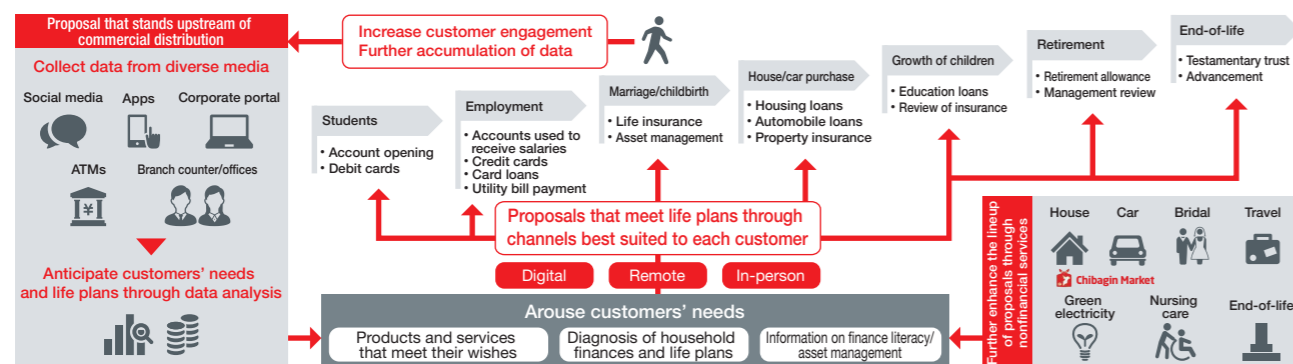 Proposal that stands upstream of
commercial distribution
Collect data from diverse media
Social media
Apps
Corporate portal
ATMs
Branch counter/offices
¥
Anticipate customers' needs
and life plans through data analysis
Increase customer engagement
Further accumulation of data
Students
• Account opening
• Debit cards
Employment
• Accounts used to
receive salaries
• Credit cards
• Card loans
• Utility bill payment
Marriage/childbirth
• Life insurance
• Asset management
House/car purchase
• Housing loans
• Automobile loans
• Property insurance
Growth of children
• Education loans
• Review of insurance
Retirement
• Retirement allowance
• Management review
End-of-life
• Testamentary trust
• Advancement
Proposals that meet life plans through
channels best suited to each customer
Digital
Remote
In-person
Arouse customers' needs
Products and services
that meet their wishes
Diagnosis of household
finances and life plans
Information on finance literacy/
asset management
Further enhance the lineup
of proposals through
nonfinancial services
House
Car
Bridal
Travel
Chibagin Market
Green
electricity
Nursing
care
End-of-life